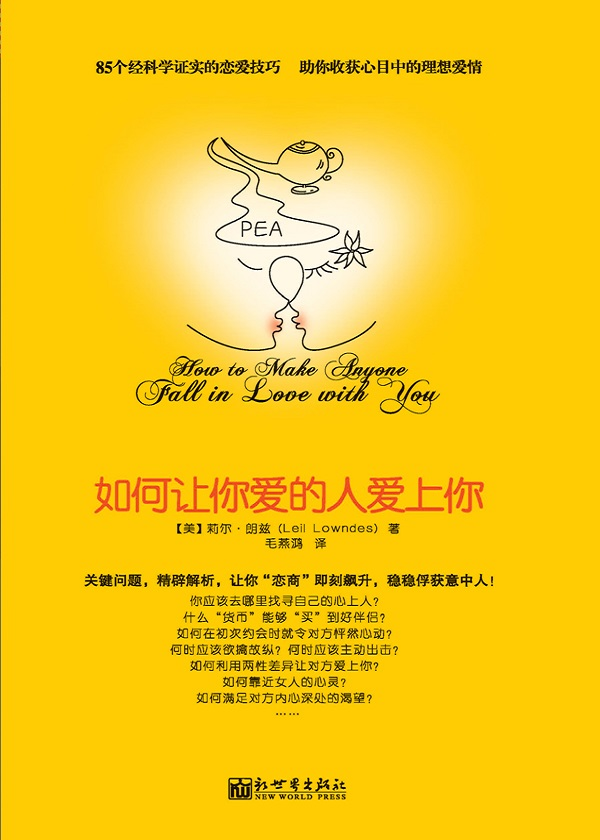 85个经科学证实的恋爱技巧 助你收获心目中的理想爱情
PEA
How to Make Anyone
Fall in Love with You
如何让你爱的人爱上你
【美】莉尔·朗兹（Leil Lowndes）著
毛燕鸿 译
关键问题，精辟解析，让你“恋商”即刻飙升，稳稳俘获意中人！
你应该去哪里找寻自己的心上人？
什么“货币”能够“买”到好伴侣？
如何在初次约会时就令对方怦然心动？
何时应该欲擒故纵？何时应该主动出击？
如何利用两性差异让对方爱上你？
如何靠近女人的心灵？
如何满足对方内心深处的渴望？
……
新世界出版社
NEW WORLD PRESS